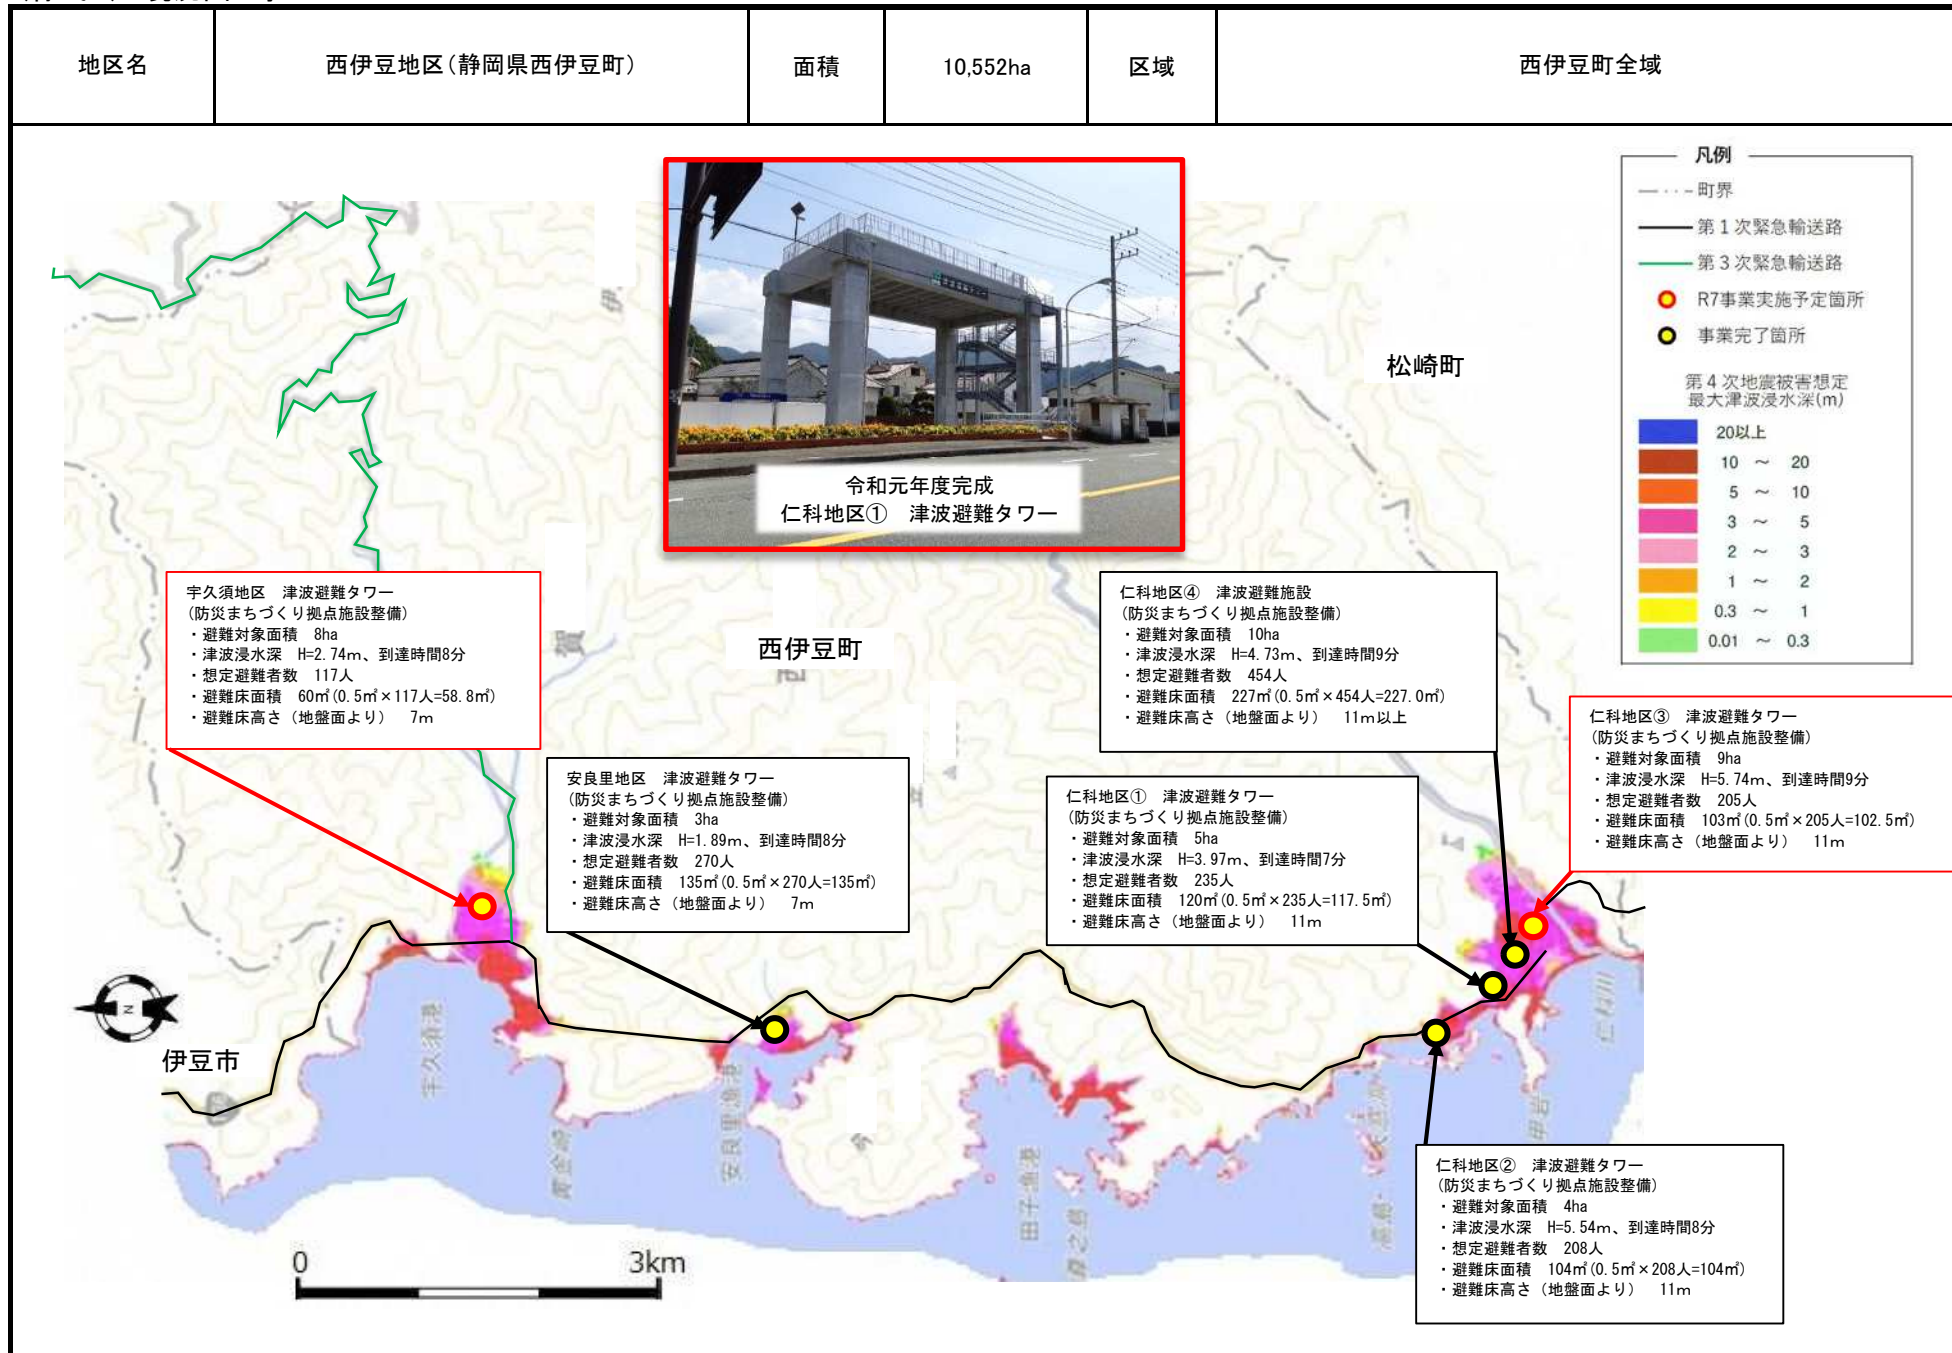 地区名
西伊豆地区(静岡県西伊豆町)
面積
10,552ha
区域
西伊豆町全域
凡例
町界
第1次緊急輸送路
第3次緊急輸送路
R7事業実施予定箇所
事業完了箇所
第4次地震被害想定
最大津波浸水深(m)
20以上
10 ～ 20
5 ～ 10
3 ～ 5
2 ～ 3
1 ～ 2
0.3 ～ 1
0.01 ～ 0.3
令和元年度完成
仁科地区① 津波避難タワー
松崎町
西伊豆町
伊豆市
賀
宇久須地区 津波避難タワー
(防災まちづくり拠点施設整備)
・避難対象面積 8ha
・津波浸水深 H=2.74m、到達時間8分
・想定避難者数 117人
・避難床面積 60㎡(0.5㎡×117人=58.8㎡)
・避難床高さ（地盤面より） 7m
安良里地区 津波避難タワー
(防災まちづくり拠点施設整備)
・避難対象面積 3ha
・津波浸水深 H=1.89m、到達時間8分
・想定避難者数 270人
・避難床面積 135㎡(0.5㎡×270人=135㎡)
・避難床高さ（地盤面より） 7m
仁科地区④ 津波避難施設
(防災まちづくり拠点施設整備)
・避難対象面積 10ha
・津波浸水深 H=4.73m、到達時間9分
・想定避難者数 454人
・避難床面積 227㎡(0.5㎡×454人=227.0㎡)
・避難床高さ（地盤面より） 11m以上
仁科地区① 津波避難タワー
(防災まちづくり拠点施設整備)
・避難対象面積 5ha
・津波浸水深 H=3.97m、到達時間7分
・想定避難者数 235人
・避難床面積 120㎡(0.5㎡×235人=117.5㎡)
・避難床高さ（地盤面より） 11m
仁科地区③ 津波避難タワー
(防災まちづくり拠点施設整備)
・避難対象面積 9ha
・津波浸水深 H=5.74m、到達時間9分
・想定避難者数 205人
・避難床面積 103㎡(0.5㎡×205人=102.5㎡)
・避難床高さ（地盤面より） 11m
仁科地区② 津波避難タワー
(防災まちづくり拠点施設整備)
・避難対象面積 4ha
・津波浸水深 H=5.54m、到達時間8分
・想定避難者数 208人
・避難床面積 104㎡(0.5㎡×208人=104㎡)
・避難床高さ（地盤面より） 11m
N
宇久須港
黄金崎
安良里漁港
田子漁港
仁科川
0 3km